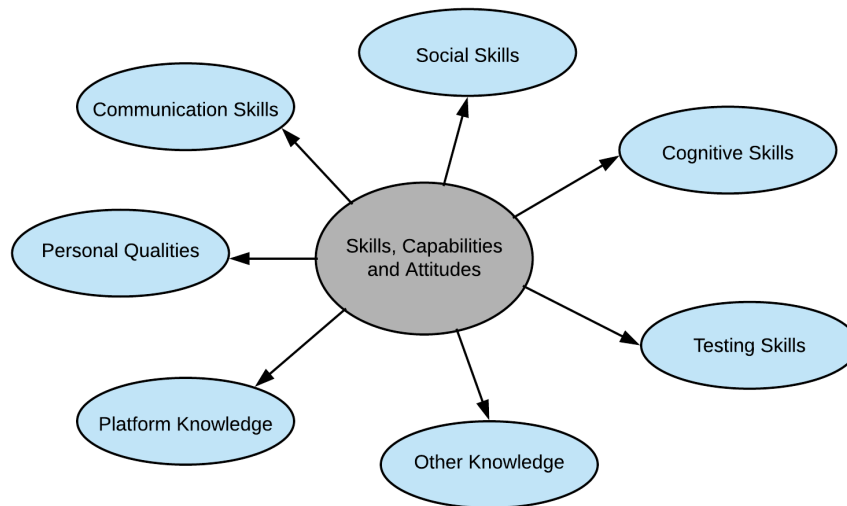 Social Skills
Communication Skills
Cognitive Skills
Skills, Capabilities
and Attitudes
Personal Qualities
Testing Skills
Platform Knowledge
Other Knowledge